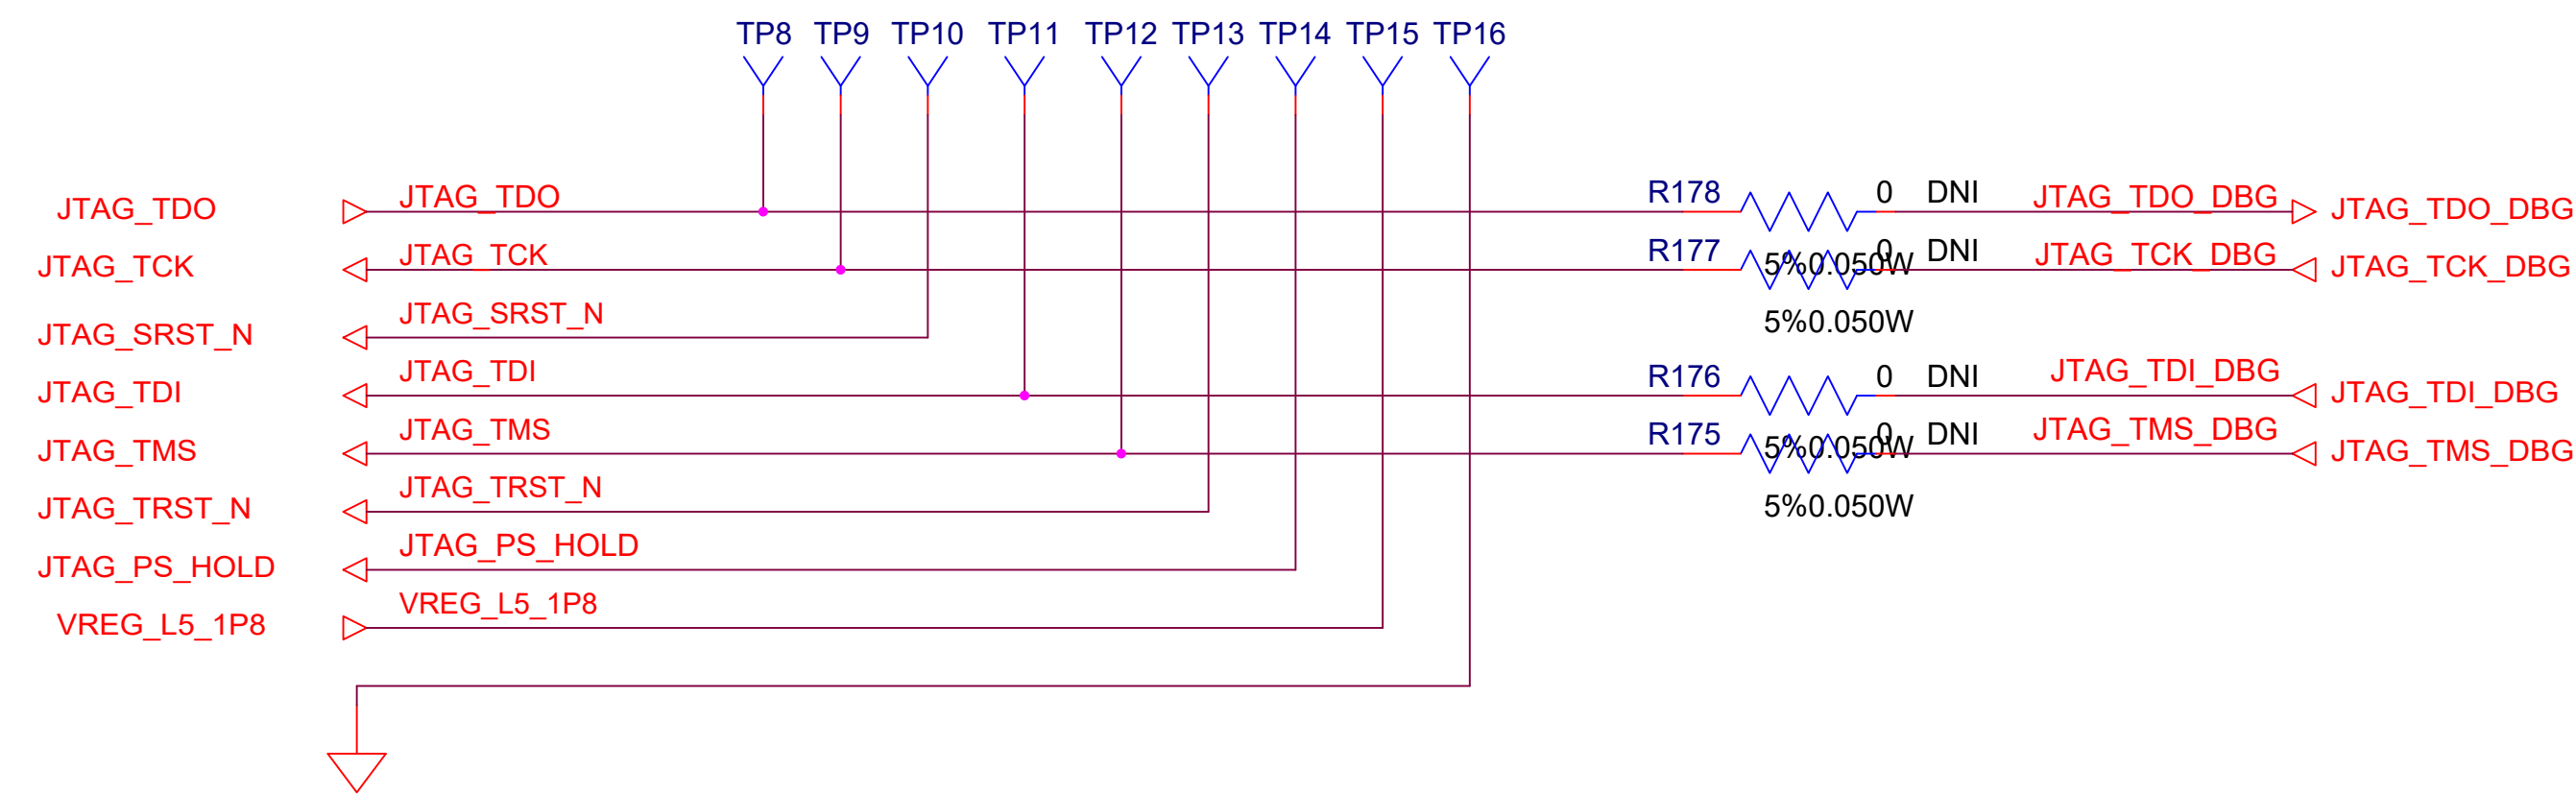 TP8 TP9 TP10 TP11 TP12 TP13 TP14 TP15 TP16
JTAG_TDO JTAG_TDO R178 0 DNI JTAG_TDO_DBG JTAG_TDO_DBG
5%0.050W
JTAG_TCK JTAG_TCK R177 0 DNI JTAG_TCK_DBG JTAG_TCK_DBG
5%0.050W
JTAG_SRST_N JTAG_SRST_N
JTAG_TDI JTAG_TDI R176 0 DNI JTAG_TDI_DBG JTAG_TDI_DBG
5%0.050W
JTAG_TMS JTAG_TMS R175 0 DNI JTAG_TMS_DBG JTAG_TMS_DBG
5%0.050W
JTAG_TRST_N JTAG_TRST_N
JTAG_PS_HOLD JTAG_PS_HOLD
VREG_L5_1P8 VREG_L5_1P8